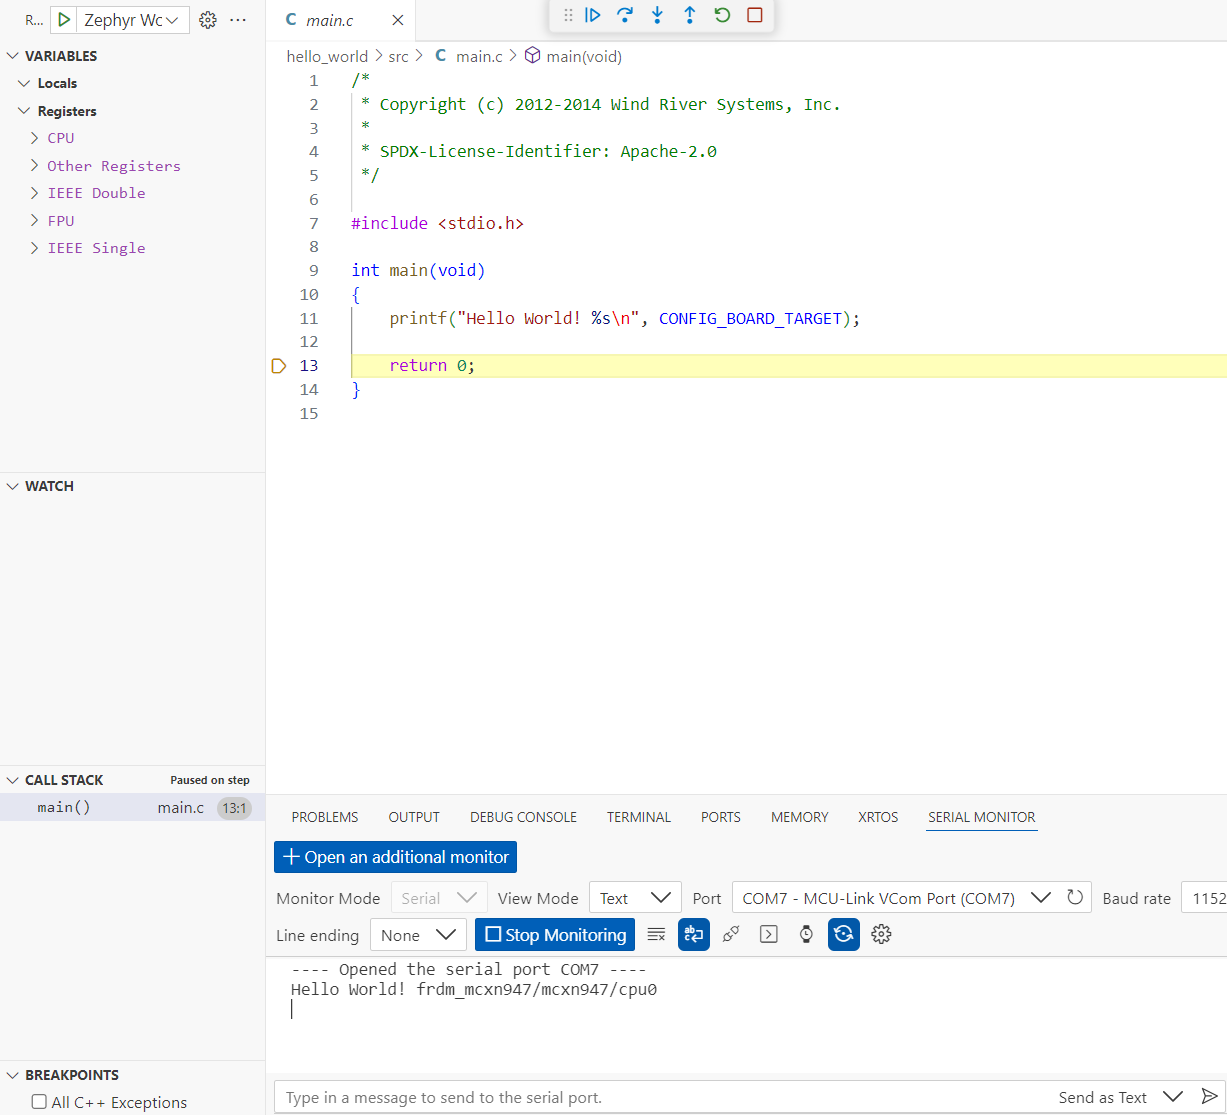 R... Zephyr Wc
VARIABLES
Locals
Registers
CPU
Other Registers
IEEE Double
FPU
IEEE Single
WATCH
CALL STACK Paused on step
main() main.c 13:1
BREAKPOINTS
All C++ Exceptions
C main.c
hello_world > src > C main.c > main(void)
1 /*
2 * Copyright (c) 2012-2014 Wind River Systems, Inc.
3 *
4 * SPDX-License-Identifier: Apache-2.0
5 */
6
7 #include <stdio.h>
8
9 int main(void)
10 {
11 printf("Hello World! %s\n", CONFIG_BOARD_TARGET);
12
13 return 0;
14 }
15
PROBLEMS OUTPUT DEBUG CONSOLE TERMINAL PORTS MEMORY XRTOS SERIAL MONITOR
+ Open an additional monitor
Monitor Mode Serial View Mode Text Port COM7 - MCU-Link VCom Port (COM7) Baud rate 1152
Line ending None Stop Monitoring
---- Opened the serial port COM7 ----
Hello World! frdm_mcxn947/mcxn947/cpu0
Type in a message to send to the serial port. Send as Text